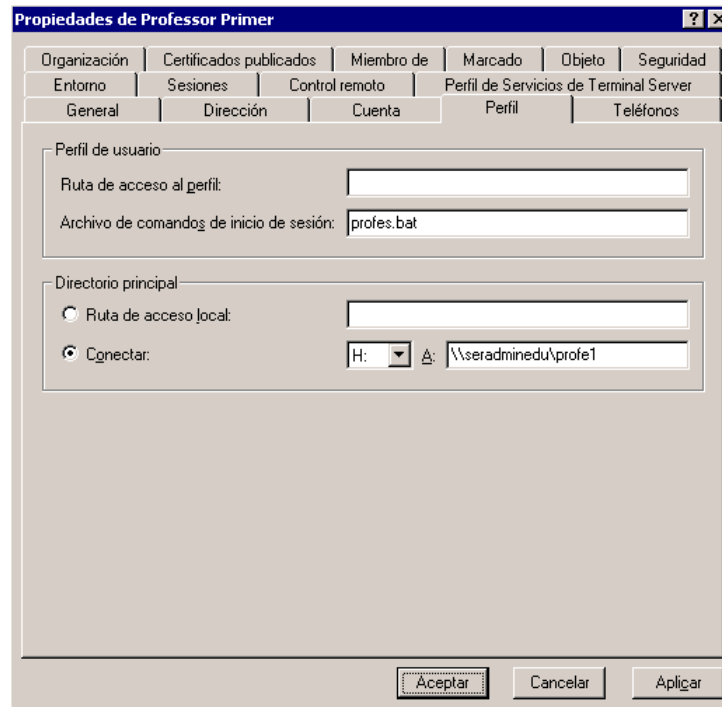 Propiedades de Professor Primer
Organización Certificados publicados Miembro de Marcado Objeto Seguridad
Entorno Sesiones Control remoto Perfil de Servicios de Terminal Server
General Dirección Cuenta Perfil Teléfonos
Perfil de usuario
Ruta de acceso al perfil:
Archivo de comandos de inicio de sesión: profes.bat
Directorio principal
Ruta de acceso local:
Conectar: H: A: \\seradminedu\profe1
Aceptar Cancelar Aplicar